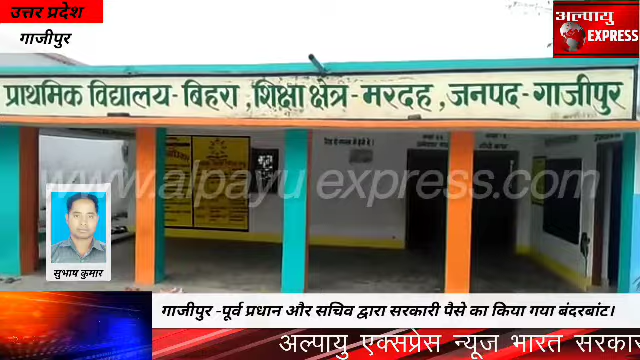 उत्तर प्रदेश
गाजीपुर
अल्पायु
EXPRESS
प्राथमिक विद्यालय-बिहरा, शिक्षा क्षेत्र-मरदह, जनपद-गाजीपुर
www.alpayu express.com
सुभाष कुमार
गाजीपुर -पूर्व प्रधान और सचिव द्वारा सरकारी पैसे का किया गया बंदरबांट।
अल्पायु एक्सप्रेस न्यूज भारत सरकार